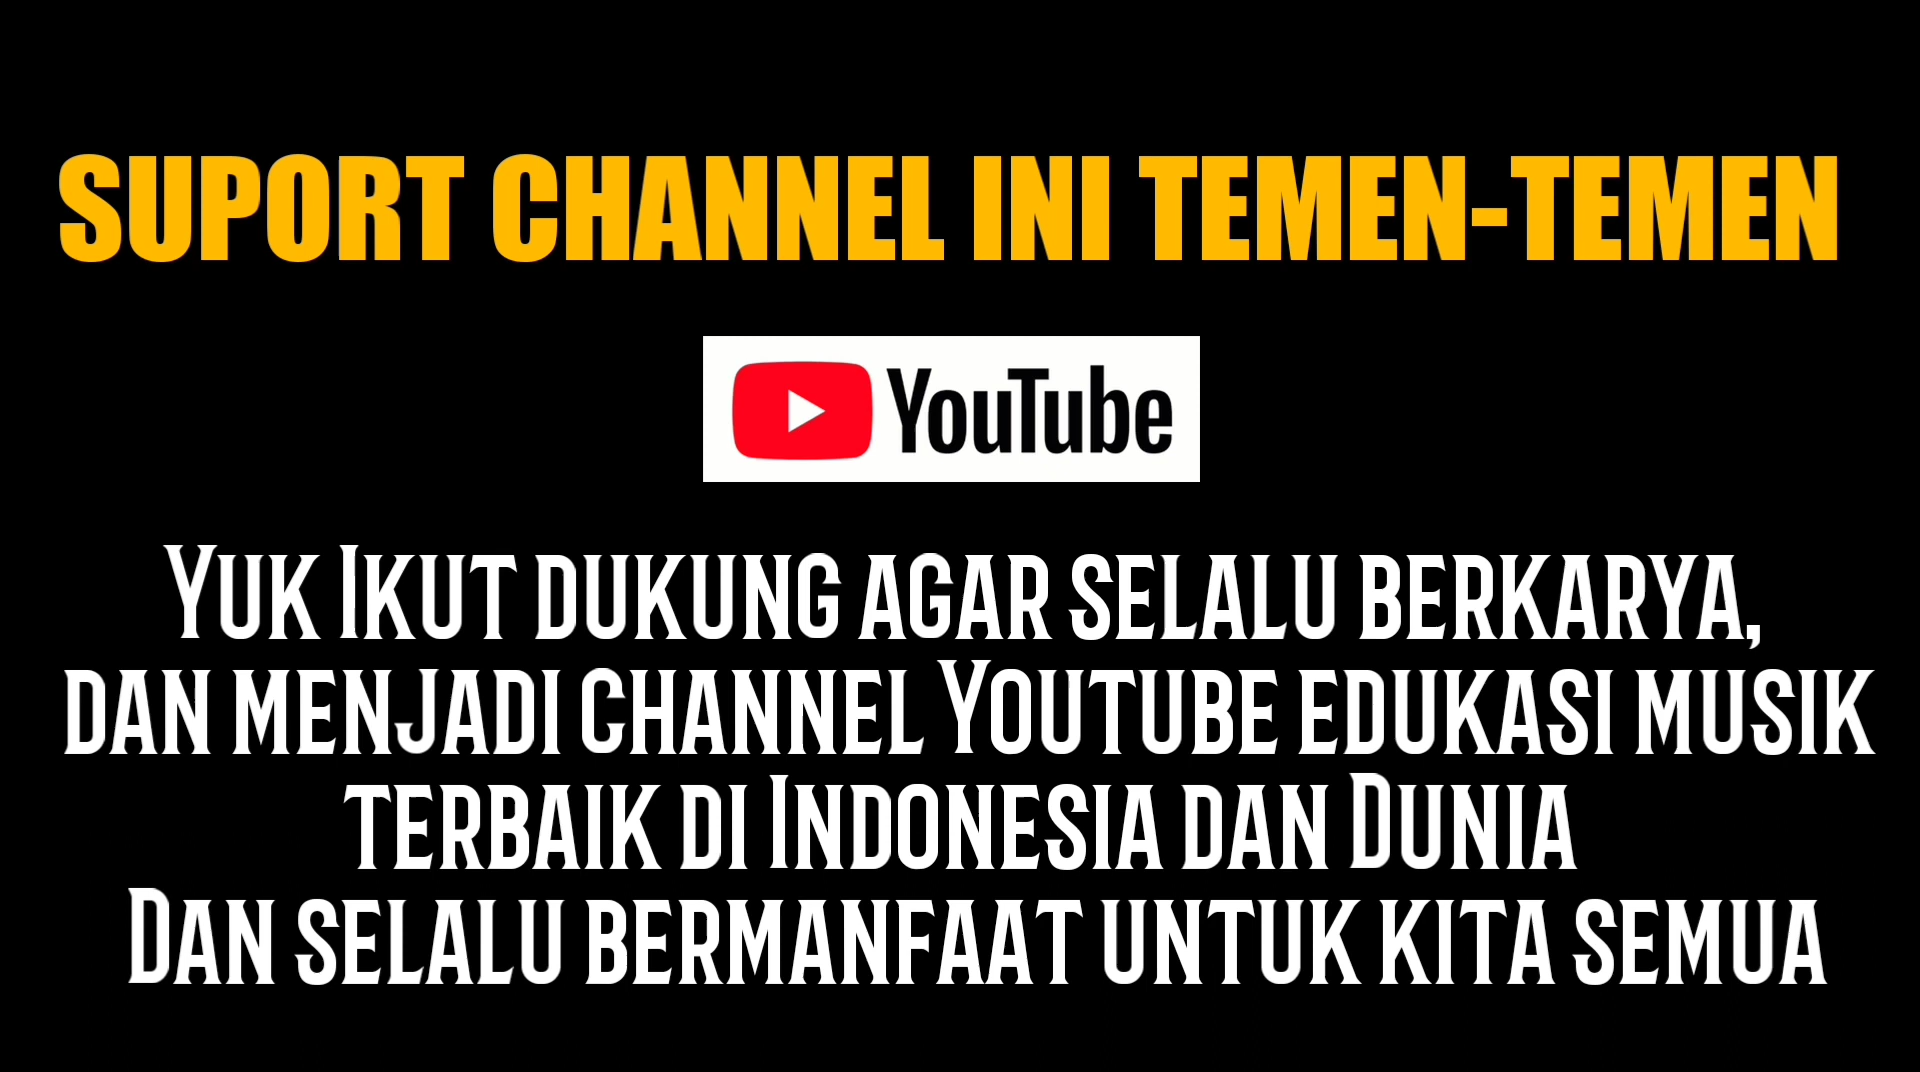 SUPORT CHANNEL INI TEMEN-TEMEN
YouTube
Yuk Ikut dukung agar selalu berkarya,
dan menjadi channel Youtube edukasi musik
terbaik di Indonesia dan Dunia
Dan selalu bermanfaat untuk kita semua